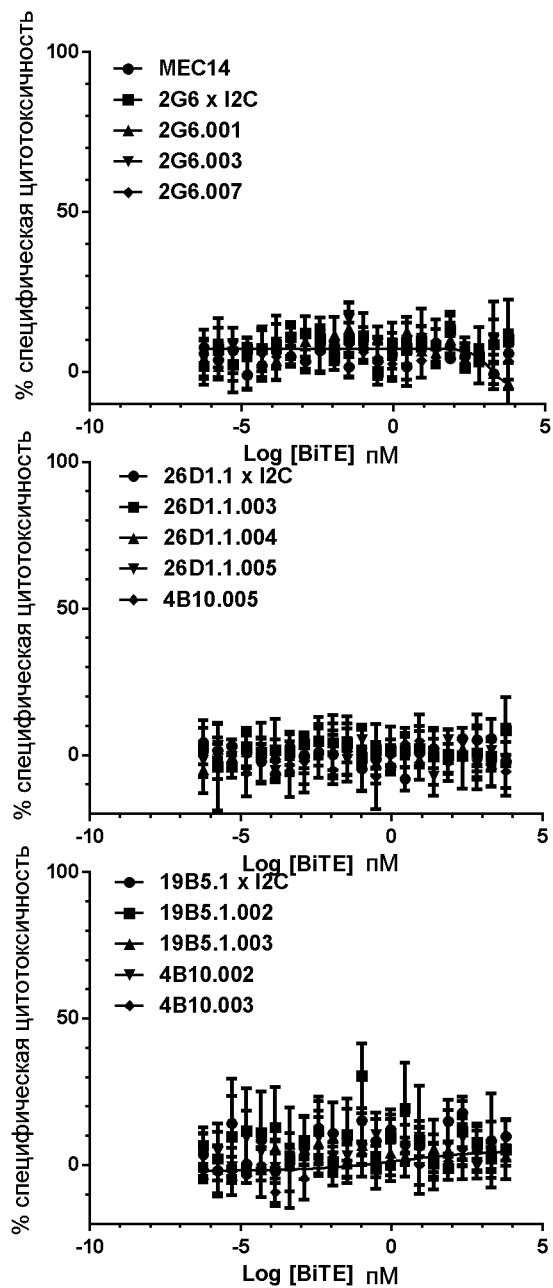 % специфическая цитотоксичность
100
50
0
MEC14
2G6 x I2C
2G6.001
2G6.003
2G6.007
-10
-5
0
5
Log [BiTE] пМ
% специфическая цитотоксичность
100
50
0
26D1.1 x I2C
26D1.1.003
26D1.1.004
26D1.1.005
4B10.005
-10
-5
0
5
Log [BiTE] пМ
% специфическая цитотоксичность
100
50
0
19B5.1 x I2C
19B5.1.002
19B5.1.003
4B10.002
4B10.003
-10
-5
0
5
Log [BiTE] пМ